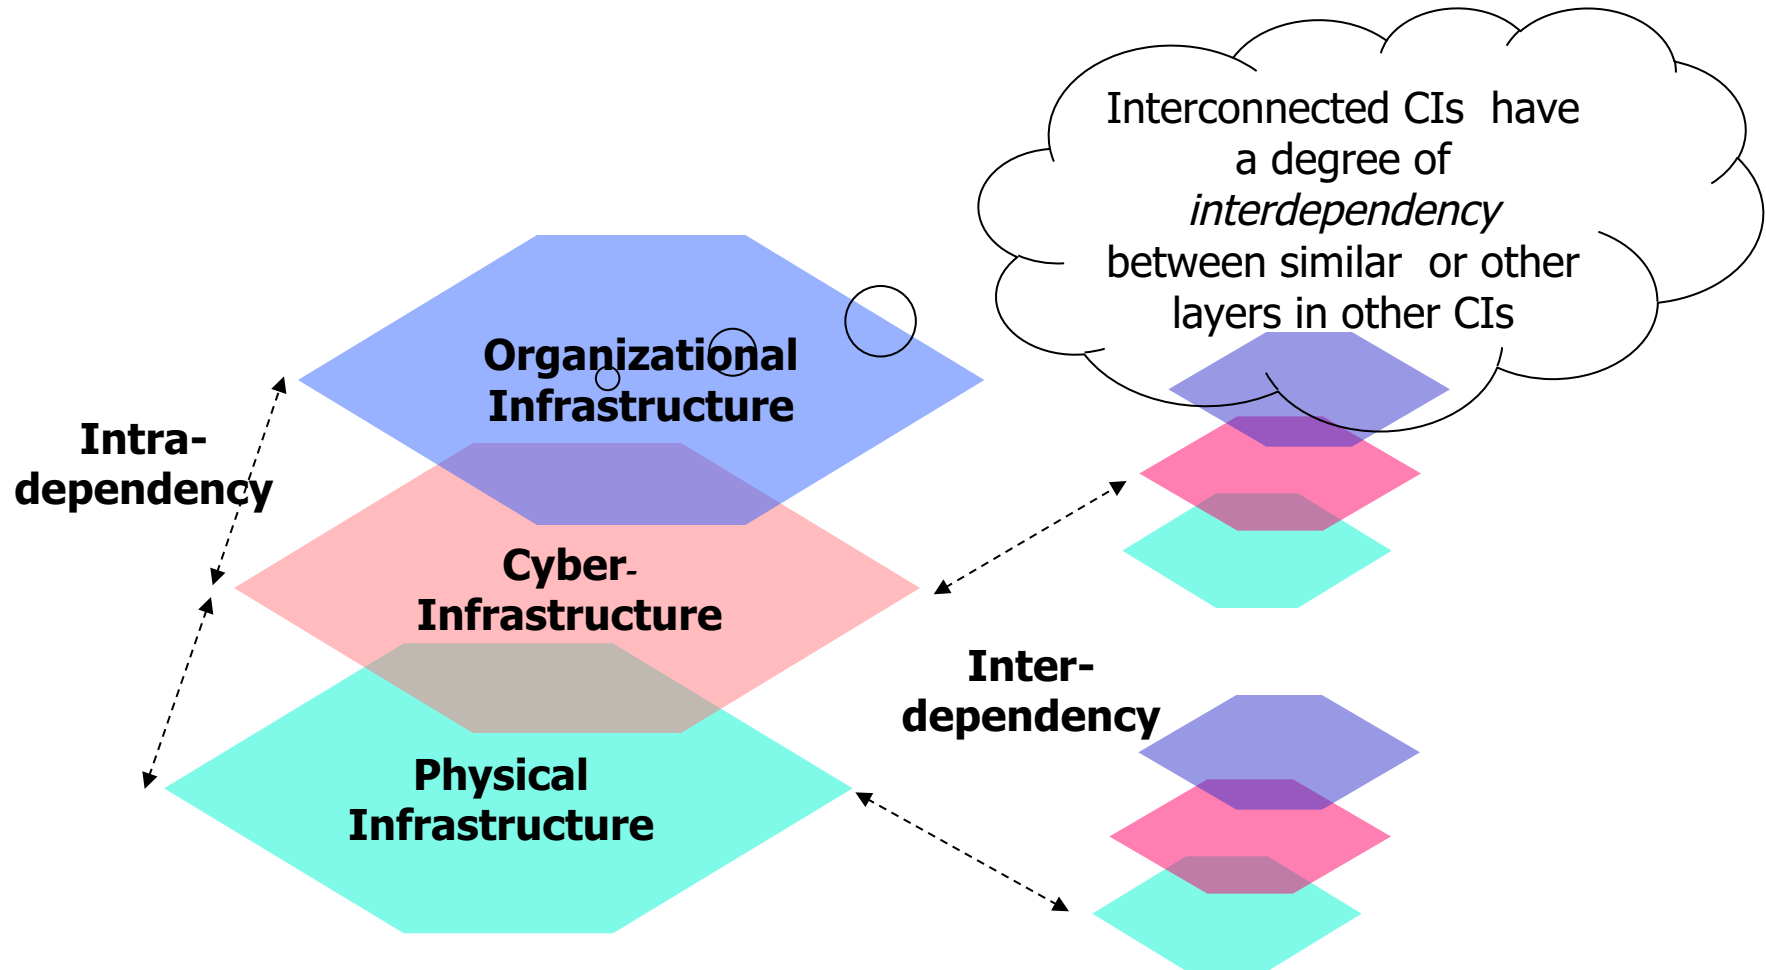 Interconnected CIs have
a degree of
interdependency
between similar or other
layers in other CIs
Organizational
Infrastructure
Intra-
dependency
Cyber-
Infrastructure
Inter-
dependency
Physical
Infrastructure